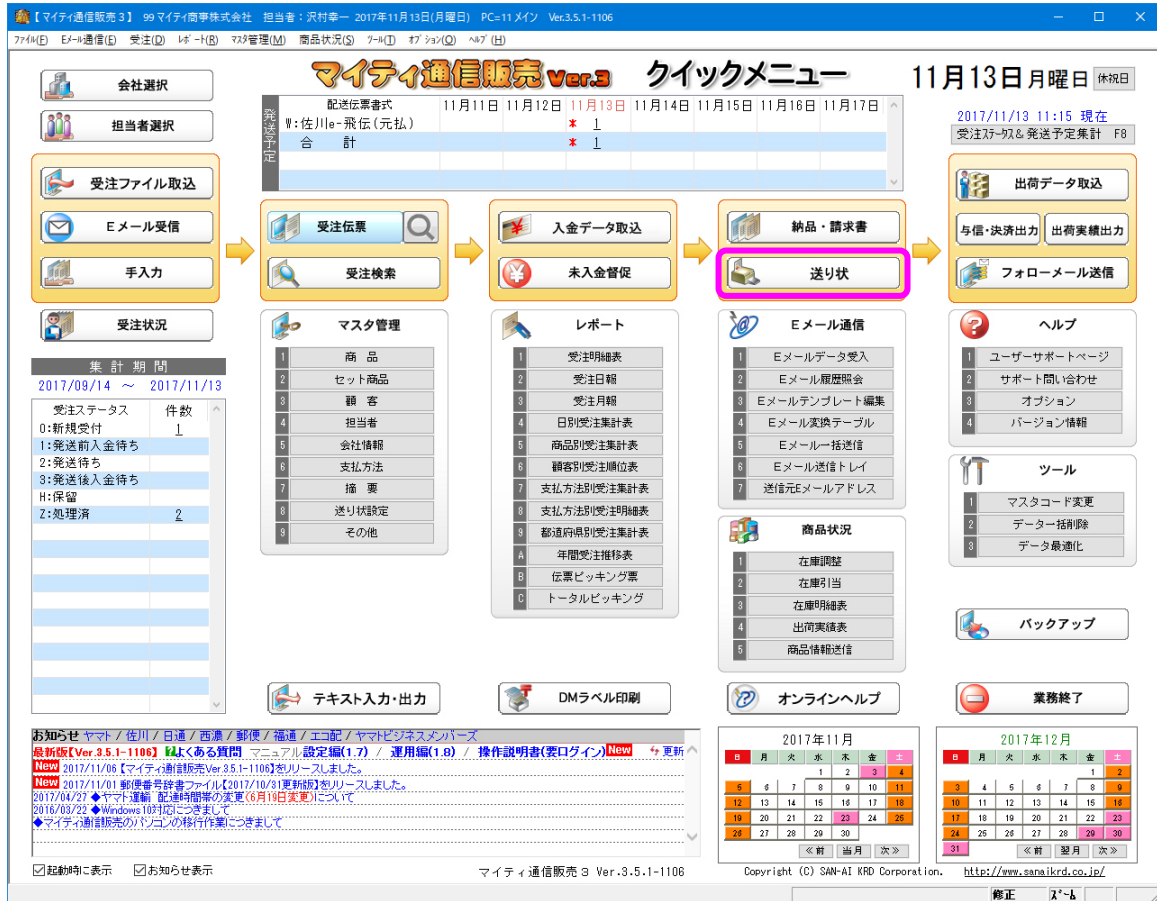 【マイティ通信販売3】 99 マイティ商事株式会社 担当者：沢村幸一 2017年11月13日(月曜日) PC=11 メイン Ver.3.5.1-1106
ファイル(F) Eメール通信(E) 受注(D) レポート(R) マスタ管理(M) 商品状況(S) ツール(T) オプション(O) ヘルプ(H)
マイティ通信販売 Ver.3 クイックメニュー
11月13日 月曜日 休祝日
会社選択
担当者選択
発送予定
配送伝票書式 11月11日 11月12日 11月13日 11月14日 11月15日 11月16日 11月17日
W:佐川e-飛伝(元払) * 1
合 計 * 1
2017/11/13 11:15 現在
受注ステータス&発送予定集計 F8
受注ファイル取込
Eメール受信
手入力
受注伝票
受注検索
入金データ取込
未入金督促
納品・請求書
送り状
出荷データ取込
与信・決済出力 出荷実績出力
フォローメール送信
受注状況
集 計 期 間
2017/09/14 ～ 2017/11/13
受注ステータス 件数
0:新規受付 1
1:発送前入金待ち
2:発送待ち
3:発送後入金待ち
H:保留
Z:処理済 2
マスタ管理
1 商 品
2 セット商品
3 顧 客
4 担当者
5 会社情報
6 支払方法
7 摘 要
8 送り状設定
9 その他
レポート
1 受注明細表
2 受注日報
3 受注月報
4 日別受注集計表
5 商品別受注集計表
6 顧客別受注順位表
7 支払方法別受注集計表
8 支払方法別受注明細表
9 都道府県別受注集計表
A 年間受注推移表
B 伝票ピッキング票
C トータルピッキング
Eメール通信
1 Eメールデータ受入
2 Eメール履歴照会
3 Eメールテンプレート編集
4 Eメール変換テーブル
5 Eメール一括送信
6 Eメール送信トレイ
7 送信元Eメールアドレス
商品状況
1 在庫調整
2 在庫引当
3 在庫明細表
4 出荷実績表
5 商品情報送信
ヘルプ
1 ユーザーサポートページ
2 サポート問い合わせ
3 オプション
4 バージョン情報
ツール
1 マスタコード変更
2 データ一括削除
3 データ最適化
バックアップ
テキスト入力・出力
DMラベル印刷
オンラインヘルプ
業務終了
お知らせ ヤマト / 佐川 / 日通 / 西濃 / 郵便 / 福通 / エコ配 / ヤマトビジネスメンバーズ
最新版【Ver.3.5.1-1106】 よくある質問 マニュアル 設定編(1.7) / 運用編(1.8) / 操作説明書(要ログイン) New 更新
New 2017/11/06【マイティ通信販売Ver.3.5.1-1106】をリリースしました。
New 2017/11/01 郵便番号辞書ファイル【2017/10/31更新版】をリリースしました。
2017/04/27 ◆ヤマト運輸 配達時間帯の変更(6月19日変更)について
2016/03/22 ◆Windows10対応につきまして
◆マイティ通信販売のパソコンの移行作業につきまして
2017年11月
日 月 火 水 木 金 土
1 2 3 4
5 6 7 8 9 10 11
12 13 14 15 16 17 18
19 20 21 22 23 24 25
26 27 28 29 30
≪前 当月 次≫
2017年12月
日 月 火 水 木 金 土
1 2
3 4 5 6 7 8 9
10 11 12 13 14 15 16
17 18 19 20 21 22 23
24 25 26 27 28 29 30
31 ≪前 翌月 次≫
起動時に表示 お知らせ表示
マイティ通信販売3 Ver.3.5.1-1106
Copyright (C) SAN-AI KRD Corporation. http://www.sanaikrd.co.jp/
修正 ズーム